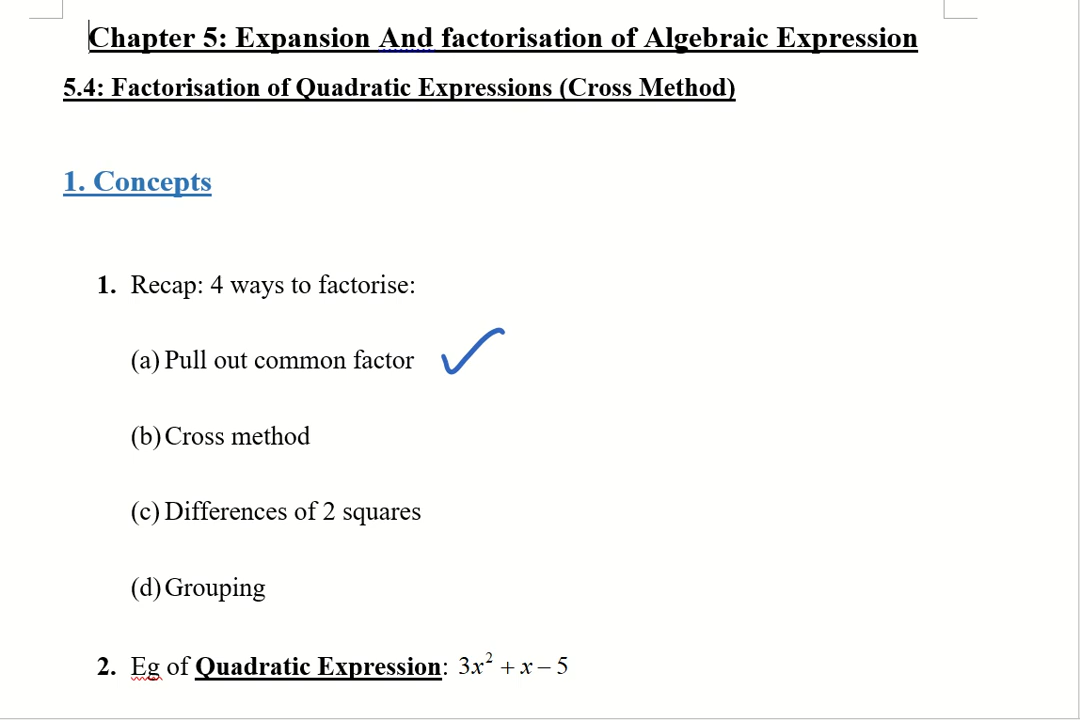 Chapter 5: Expansion And factorisation of Algebraic Expression
5.4: Factorisation of Quadratic Expressions (Cross Method)
1. Concepts
1. Recap: 4 ways to factorise:
(a) Pull out common factor
(b) Cross method
(c) Differences of 2 squares
(d) Grouping
2. Eg of Quadratic Expression: 3x² + x – 5